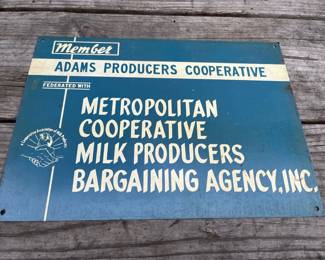 Member
ADAMS PRODUCERS COOPERATIVE
FEDERATED WITH
METROPOLITAN
COOPERATIVE
MILK PRODUCERS
BARGAINING AGENCY, INC.